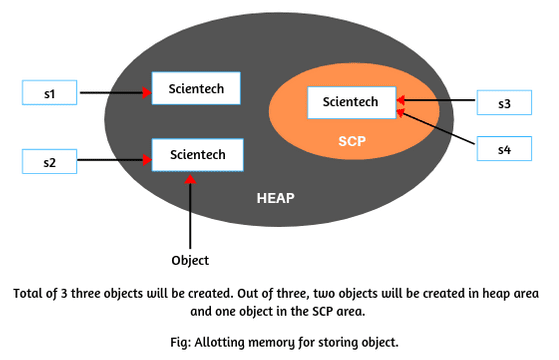 s1
Scientech
Scientech
s3
SCP
s4
s2
Scientech
HEAP
Object
Total of 3 three objects will be created. Out of three, two objects will be created in heap area
and one object in the SCP area.
Fig: Allotting memory for storing object.